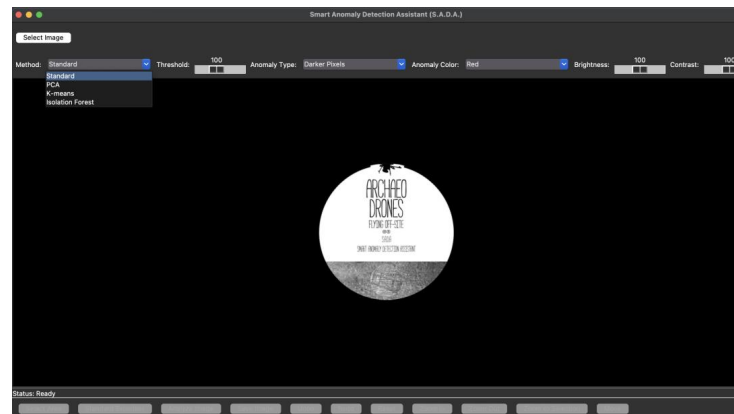 Smart Anomaly Detection Assistant (S.A.D.A.)
Select Image
Method: Standard Threshold: 100 Anomaly Type: Darker Pixels Anomaly Color: Red Brightness: 100 Contrast: 100
Standard
PCA
K-means
Isolation Forest
ARCHAEO
DRONES
FLYING OFF-SITE
SADA
SMART ANOMALY DETECTION ASSISTANT
Status: Ready